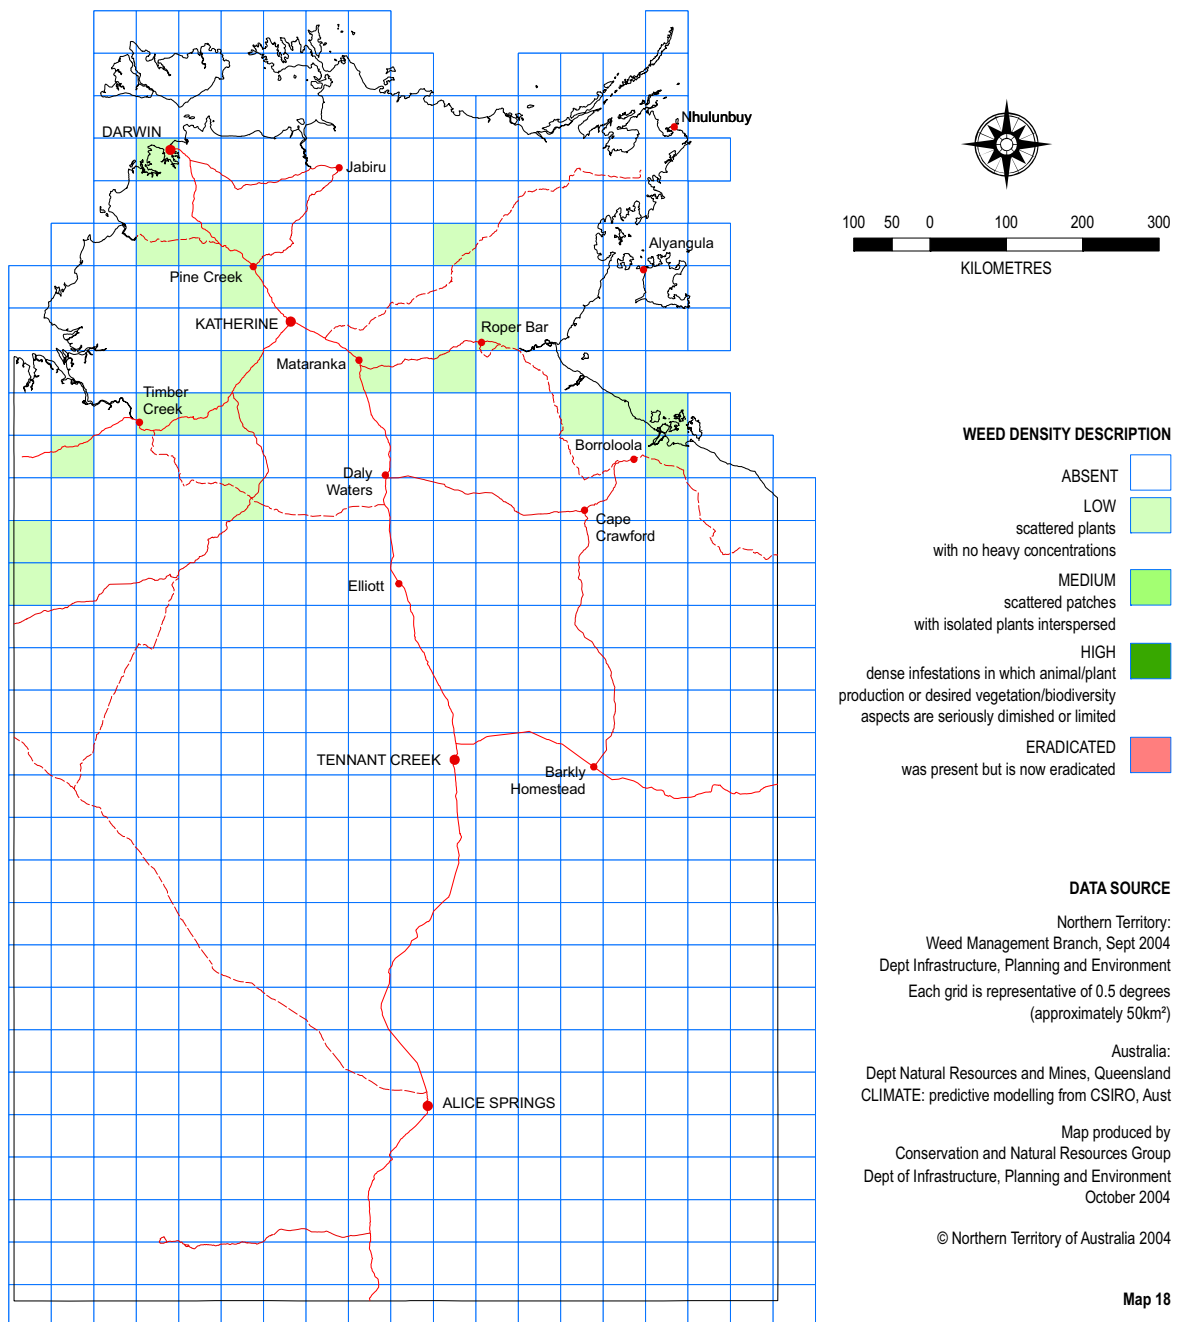 DARWIN
Nhulunbuy
Jabiru
Alyangula
Pine Creek
KATHERINE
Roper Bar
Mataranka
Timber
Creek
Borroloola
Daly
Waters
Cape
Crawford
Elliott
TENNANT CREEK
Barkly
Homestead
ALICE SPRINGS
100 50 0 100 200 300
KILOMETRES
WEED DENSITY DESCRIPTION
ABSENT
LOW
scattered plants
with no heavy concentrations
MEDIUM
scattered patches
with isolated plants interspersed
HIGH
dense infestations in which animal/plant
production or desired vegetation/biodiversity
aspects are seriously dimished or limited
ERADICATED
was present but is now eradicated
DATA SOURCE
Northern Territory:
Weed Management Branch, Sept 2004
Dept Infrastructure, Planning and Environment
Each grid is representative of 0.5 degrees
(approximately 50km²)
Australia:
Dept Natural Resources and Mines, Queensland
CLIMATE: predictive modelling from CSIRO, Aust
Map produced by
Conservation and Natural Resources Group
Dept of Infrastructure, Planning and Environment
October 2004
© Northern Territory of Australia 2004
Map 18